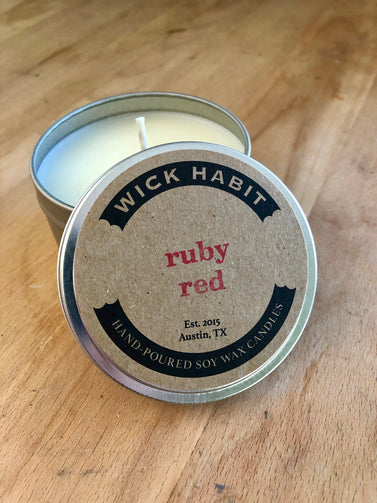 WICK HABIT
ruby
red
Est. 2015
Austin, TX
HAND-POURED SOY WAX CANDLES